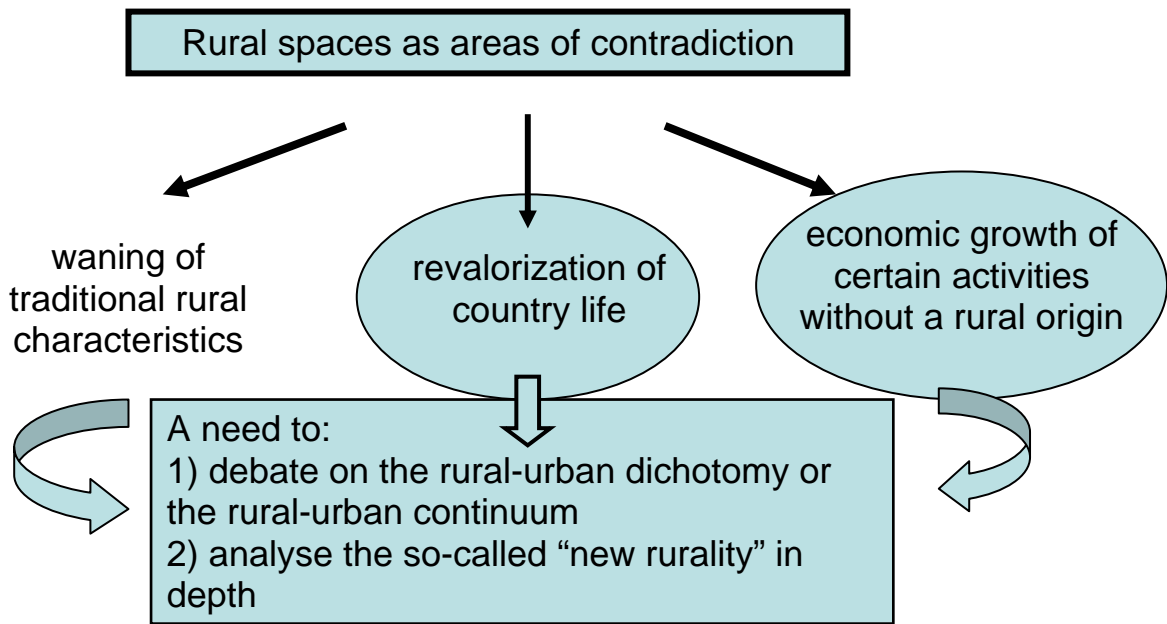 Rural spaces as areas of contradiction
waning of
traditional rural
characteristics
revalorization of
country life
economic growth of
certain activities
without a rural origin
A need to:
1) debate on the rural-urban dichotomy or
the rural-urban continuum
2) analyse the so-called “new rurality” in
depth